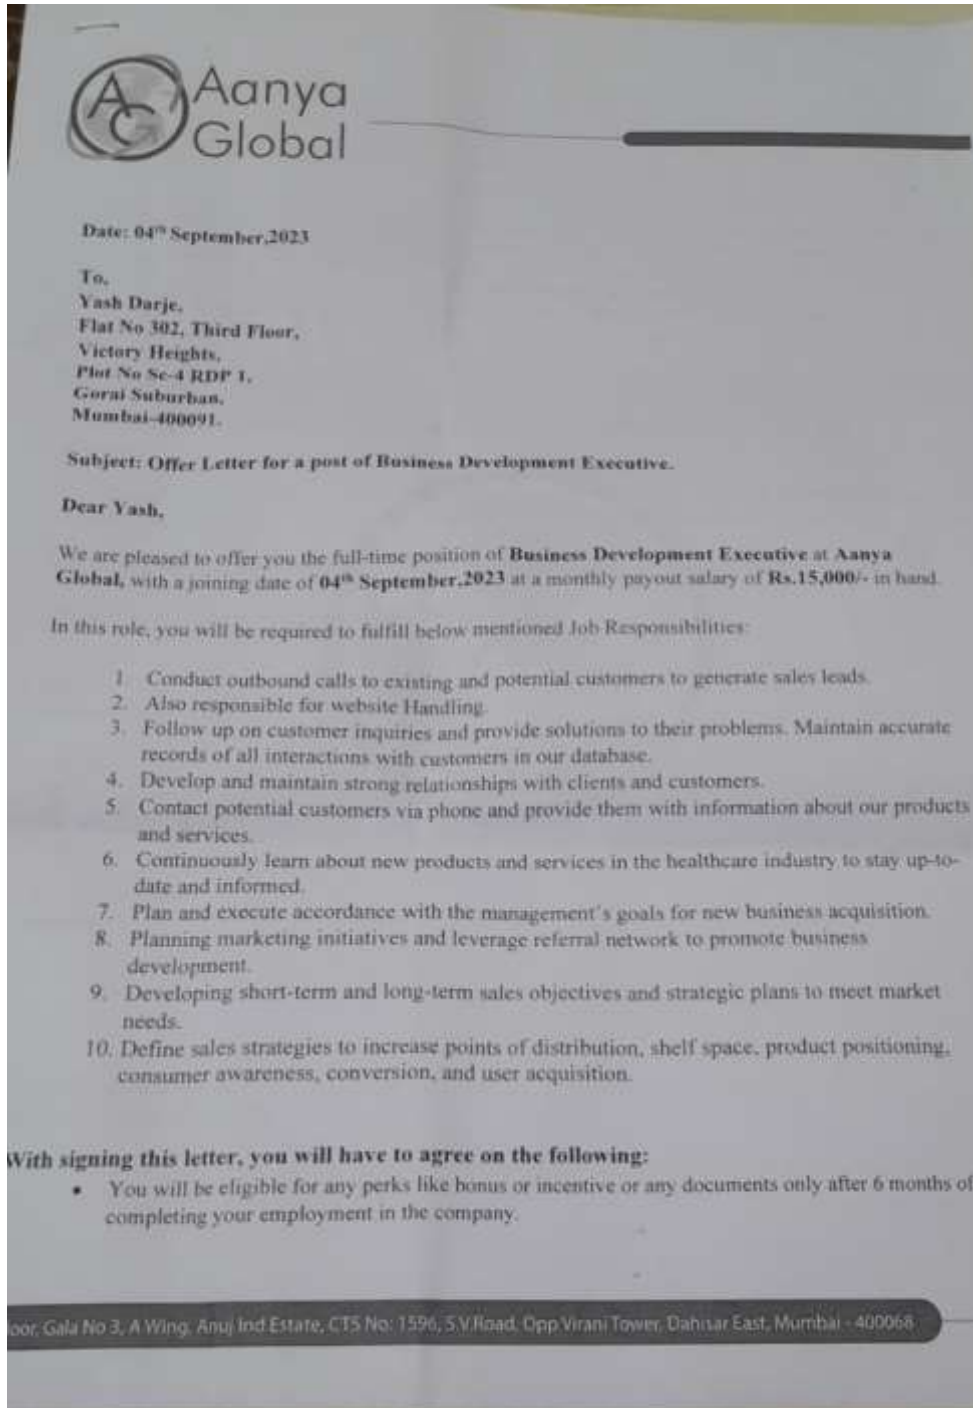 AG
Aanya
Global
Date: 04th September,2023
To,
Yash Darje,
Flat No 302, Third Floor,
Victory Heights,
Plot No Sc-4 RDP 1,
Gorai Suburban,
Mumbai-400091.
Subject: Offer Letter for a post of Business Development Executive.
Dear Yash,
We are pleased to offer you the full-time position of Business Development Executive at Aanya
Global, with a joining date of 04th September,2023 at a monthly payout salary of Rs.15,000/- in hand.
In this role, you will be required to fulfill below mentioned Job Responsibilities:
1. Conduct outbound calls to existing and potential customers to generate sales leads.
2. Also responsible for website Handling.
3. Follow up on customer inquiries and provide solutions to their problems. Maintain accurate
records of all interactions with customers in our database.
4. Develop and maintain strong relationships with clients and customers.
5. Contact potential customers via phone and provide them with information about our products
and services.
6. Continuously learn about new products and services in the healthcare industry to stay up-to-
date and informed.
7. Plan and execute accordance with the management's goals for new business acquisition.
8. Planning marketing initiatives and leverage referral network to promote business
development.
9. Developing short-term and long-term sales objectives and strategic plans to meet market
needs.
10. Define sales strategies to increase points of distribution, shelf space, product positioning,
consumer awareness, conversion, and user acquisition.
With signing this letter, you will have to agree on the following:
• You will be eligible for any perks like bonus or incentive or any documents only after 6 months of
completing your employment in the company.
oor, Gala No 3, A Wing, Anuj Ind Estate, CTS No: 1596, S.V.Road, Opp Virani Tower, Dahisar East, Mumbai - 400068